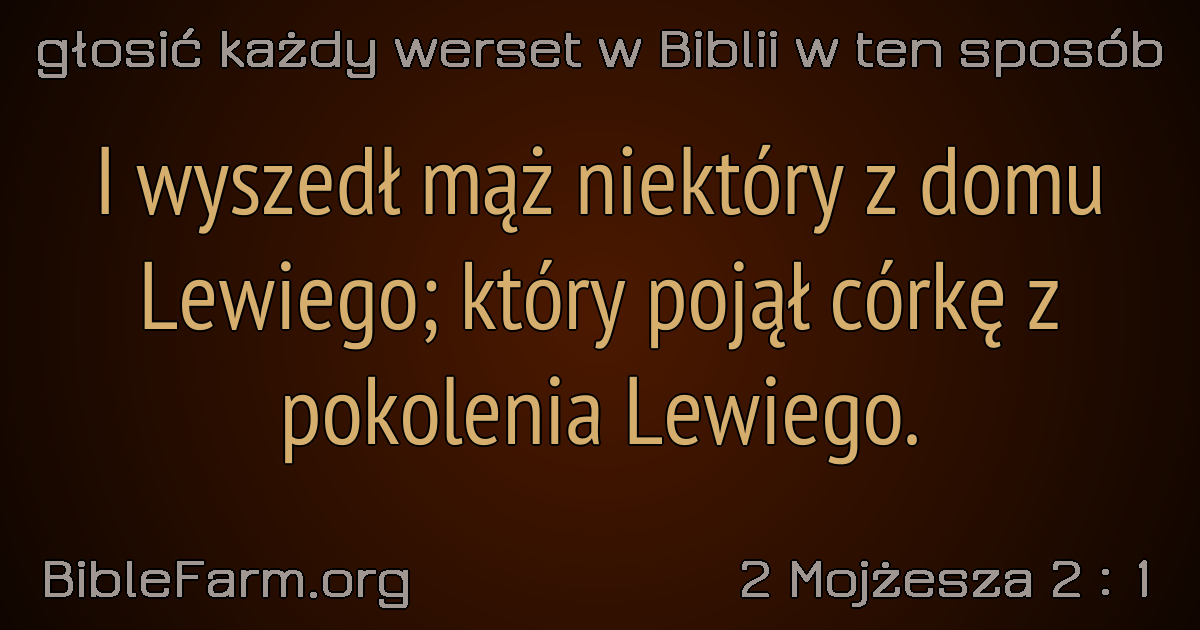 głosić każdy werset w Biblii w ten sposób
I wyszedł mąż niektóry z domu
Lewiego; który pojął córkę z
pokolenia Lewiego.
BibleFarm.org
2 Mojżesza 2 : 1